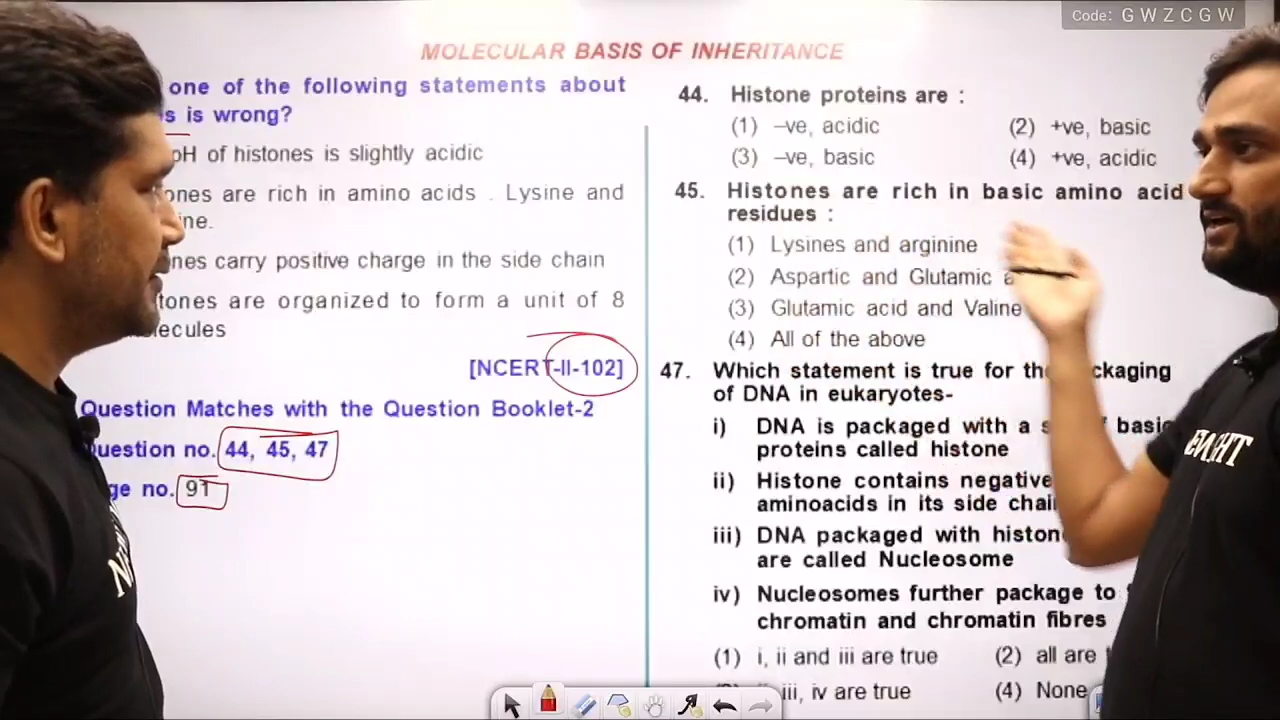 Code: G W Z C G W
MOLECULAR BASIS OF INHERITANCE
one of the following statements about
is wrong?
pH of histones is slightly acidic
are rich in amino acids . Lysine and
carry positive charge in the side chain
are organized to form a unit of 8
[NCERT-II-102]
Question Matches with the Question Booklet-2
Question no. 44, 45, 47
no. 91
44. Histone proteins are :
(1) –ve, acidic (2) +ve, basic
(3) –ve, basic (4) +ve, acidic
45. Histones are rich in basic amino acid
residues :
(1) Lysines and arginine
(2) Aspartic and Glutamic
(3) Glutamic acid and Valine
(4) All of the above
47. Which statement is true for
of DNA in eukaryotes-
i) DNA is packaged with a
proteins called histone
ii) Histone contains negative
aminoacids in its side
iii) DNA packaged with
are called Nucleosome
iv) Nucleosomes further package to
chromatin and chromatin fibres
(1) i, ii and iii are true (2) all are
iii, iv are true (4) None